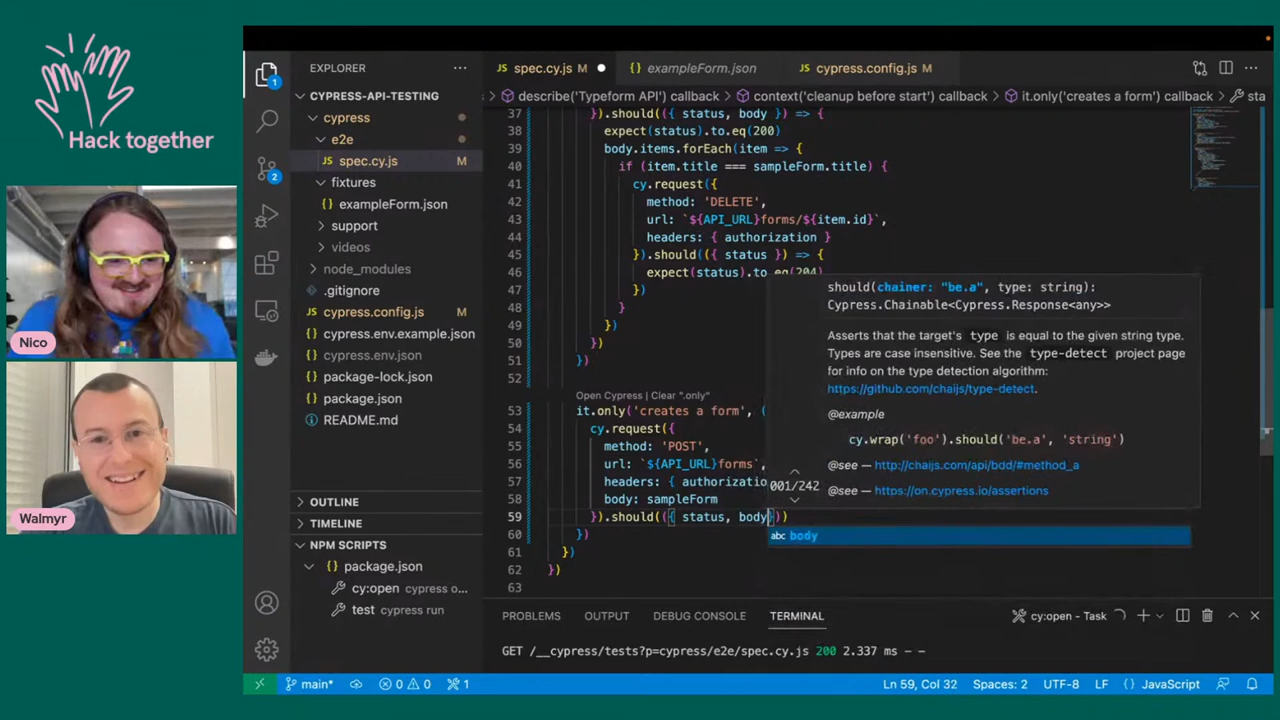 Hack together
Nico
Walmyr
EXPLORER
CYPRESS-API-TESTING
cypress
e2e
spec.cy.js M
fixtures
exampleForm.json
support
videos
node_modules
.gitignore
cypress.config.js M
cypress.env.example.json
cypress.env.json
package-lock.json
package.json
README.md
OUTLINE
TIMELINE
NPM SCRIPTS
package.json
cy:open cypress o...
test cypress run
1
2
JS spec.cy.js M
{} exampleForm.json
JS cypress.config.js M
describe('Typeform API') callback > context('cleanup before start') callback > it.only('creates a form') callback > sta
37 }).should(({ status, body }) => {
38 expect(status).to.eq(200)
39 body.items.forEach(item => {
40 if (item.title === sampleForm.title) {
41 cy.request({
42 method: 'DELETE',
43 url: `${API_URL}forms/${item.id}`,
44 headers: { authorization }
45 }).should(({ status }) => {
46 expect(status).to.eq(204)
47 })
48 }
49 })
50 })
51 })
52
Open Cypress | Clear ".only"
53 it.only('creates a form', (
54 cy.request({
55 method: 'POST',
56 url: `${API_URL}forms`,
57 headers: { authorizatio
58 body: sampleForm
59 }).should(({ status, body}))
60 })
61 })
62 })
63
should(chainer: "be.a", type: string):
Cypress.Chainable<Cypress.Response<any>>
Asserts that the target's type is equal to the given string type.
Types are case insensitive. See the type-detect project page
for info on the type detection algorithm:
https://github.com/chaijs/type-detect.
@example
cy.wrap('foo').should('be.a', 'string')
@see — http://chaijs.com/api/bdd/#method_a
@see — https://on.cypress.io/assertions
001/242
abc body
PROBLEMS OUTPUT DEBUG CONSOLE TERMINAL
cy:open - Task
GET /__cypress/tests?p=cypress/e2e/spec.cy.js 200 2.337 ms - -
main* 0 0 1
Ln 59, Col 32 Spaces: 2 UTF-8 LF {} JavaScript